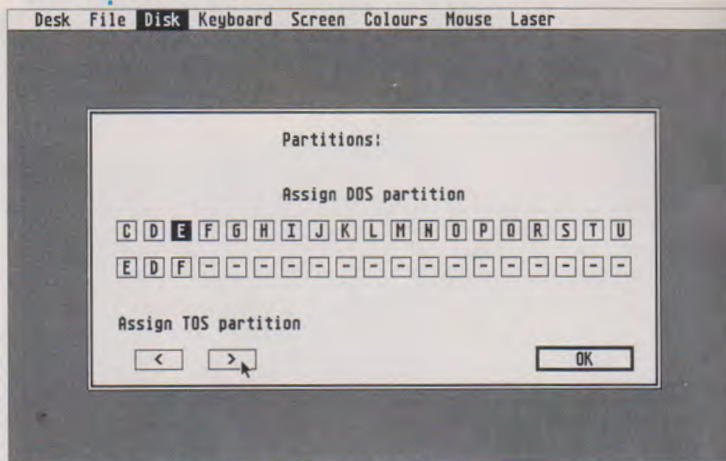 Desk File Disk Keyboard Screen Colours Mouse Laser
Partitions:
Assign DOS partition
C D E F G H I J K L M N O P Q R S T U
E D F - - - - - - - - - - - - - - - -
Assign TOS partition
< >
OK